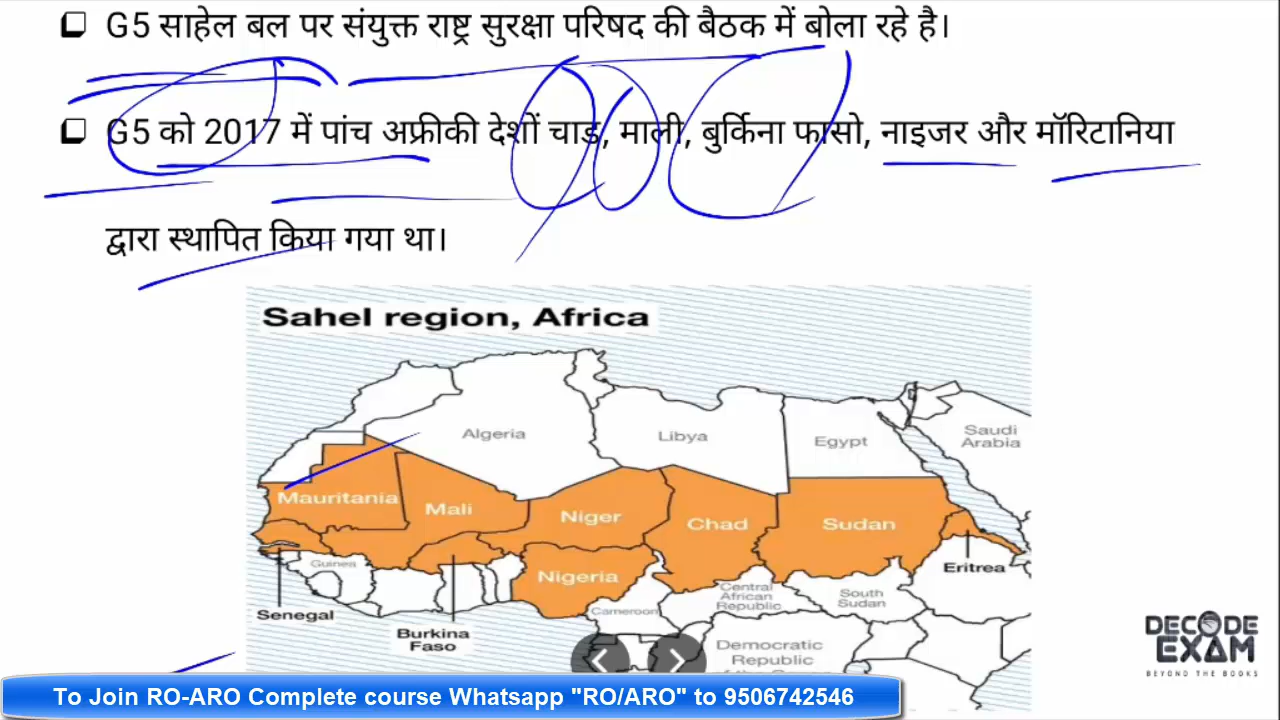 ❑ G5 साहेल बल पर संयुक्त राष्ट्र सुरक्षा परिषद की बैठक में बोला रहे है।
❑ G5 को 2017 में पांच अफ्रीकी देशों चाड, माली, बुर्किना फासो, नाइजर और मॉरिटानिया
द्वारा स्थापित किया गया था।
Sahel region, Africa
Algeria
Libya
Egypt
Saudi
Arabia
Mauritania
Mali
Niger
Chad
Sudan
Eritrea
Guinea
Nigeria
Senegal
Burkina
Faso
Cameroon
Central
African
Republic
South
Sudan
Democratic
Republic
DECODE
EXAM
BEYOND THE BOOKS
To Join RO-ARO Complete course Whatsapp "RO/ARO" to 9506742546